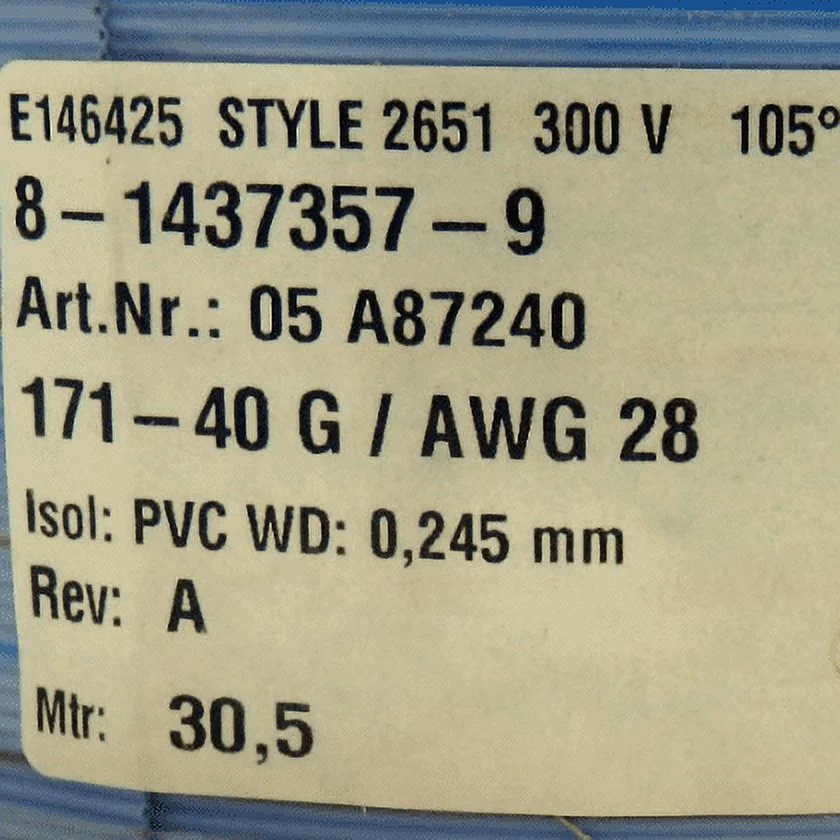 E146425 STYLE 2651 300 V 105°
8-1437357-9
Art.Nr.: 05 A87240
171-40 G / AWG 28
Isol: PVC WD: 0,245 mm
Rev: A
Mtr: 30,5